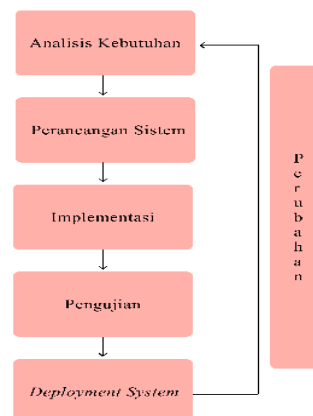 Analisis Kebutuhan
Perancangan Sistem
Implementasi
Pengujian
Deployment System
Perubahan